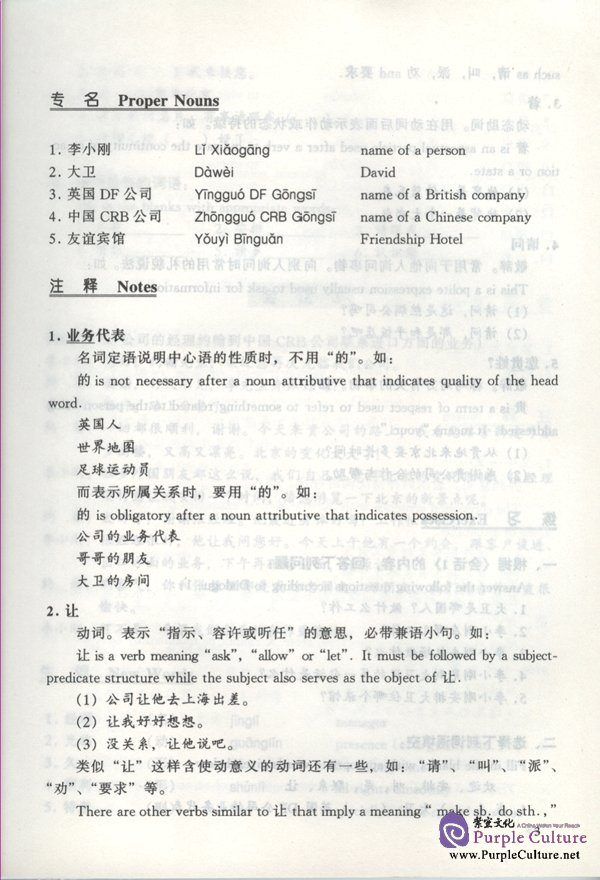 专 名 Proper Nouns
1. 李小刚 Lǐ Xiǎogāng name of a person
2. 大卫 Dàwèi David
3. 英国 DF 公司 Yīngguó DF Gōngsī name of a British company
4. 中国 CRB 公司 Zhōngguó CRB Gōngsī name of a Chinese company
5. 友谊宾馆 Yǒuyì Bīnguǎn Friendship Hotel
注 释 Notes
1. 业务代表
名词定语说明中心语的性质时，不用“的”。如：
的 is not necessary after a noun attributive that indicates quality of the head
word.
英国人
世界地图
足球运动员
而表示所属关系时，要用“的”。如：
的 is obligatory after a noun attributive that indicates possession.
公司的业务代表
哥哥的朋友
大卫的房间
2. 让
动词。表示“指示、容许或听任”的意思，必带兼语小句。如：
让 is a verb meaning “ask”, “allow” or “let”. It must be followed by a subject-
predicate structure while the subject also serves as the object of 让.
(1) 公司让他去上海出差。
(2) 让我好好想想。
(3) 没关系，让他说吧。
类似“让”这样含使动意义的动词还有一些，如：“请”、“叫”、“派”、
“劝”、“要求”等。
There are other verbs similar to 让 that imply a meaning “ make sb. do sth. ,”
3
紫宸文化 A China Within Your Reach
Purple Culture
www.PurpleCulture.net